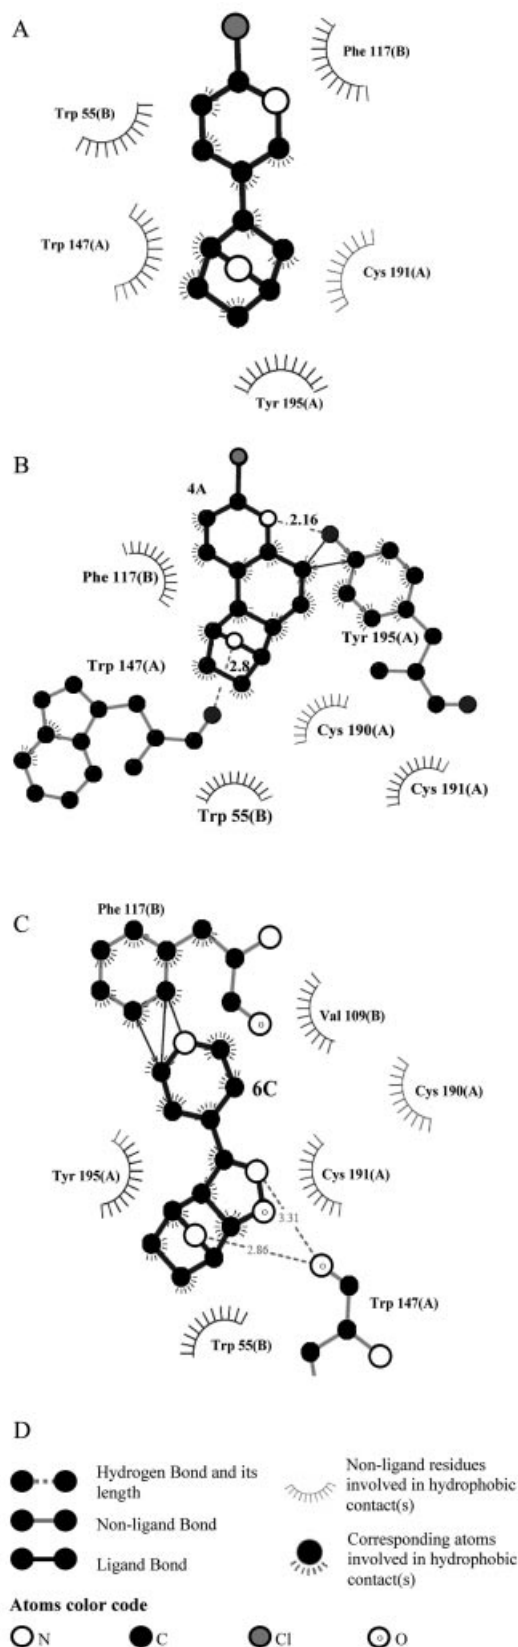 A
Phe 117(B)
Trp 55(B)
Trp 147(A)
Cys 191(A)
Tyr 195(A)
B
4A
2.16
Phe 117(B)
Tyr 195(A)
Trp 147(A)
2.8
Cys 190(A)
Cys 191(A)
Trp 55(B)
C
Phe 117(B)
o
Val 109(B)
6C
Cys 190(A)
Tyr 195(A)
Cys 191(A)
o
3.31
2.86
o
Trp 147(A)
Trp 55(B)
D
Hydrogen Bond and its
length
Non-ligand Bond
Ligand Bond
Non-ligand residues
involved in hydrophobic
contact(s)
Corresponding atoms
involved in hydrophobic
contact(s)
Atoms color code
N
C
Cl
o
O